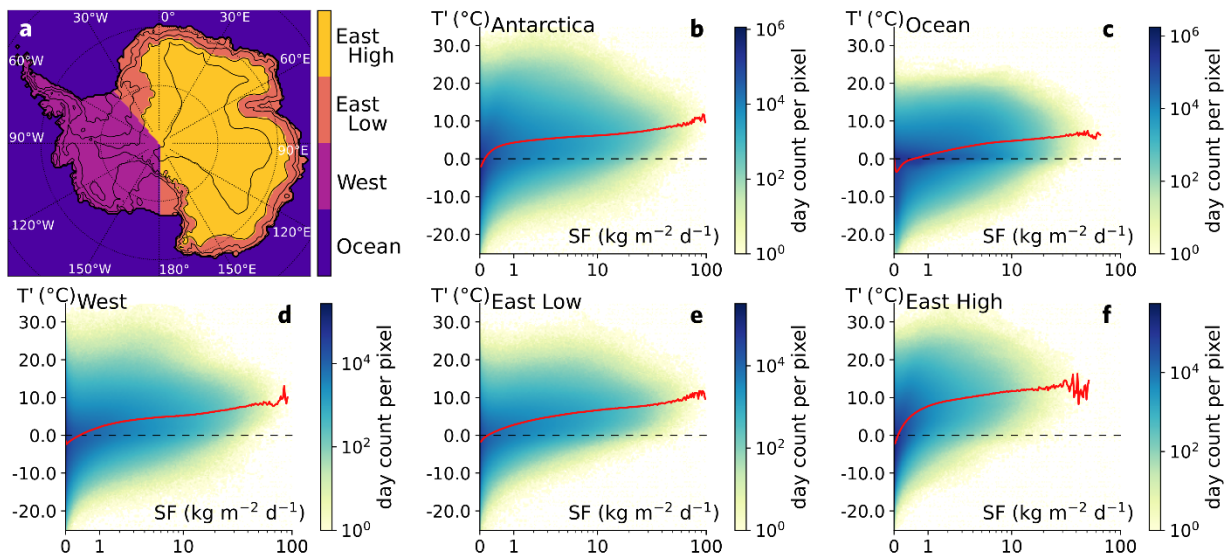 a
30°W
0°
30°E
60°W
60°E
90°W
90°E
120°W
120°E
150°W
180°
150°E
East
High
East
Low
West
Ocean
T' (°C)
Antarctica
b
30.0
20.0
10.0
0.0
-10.0
-20.0
SF (kg m⁻² d⁻¹)
0
1
10
100
10⁶
10⁴
10²
10⁰
day count per pixel
T' (°C)
Ocean
c
30.0
20.0
10.0
0.0
-10.0
-20.0
SF (kg m⁻² d⁻¹)
0
1
10
100
10⁶
10⁴
10²
10⁰
day count per pixel
T' (°C)
West
d
30.0
20.0
10.0
0.0
-10.0
-20.0
SF (kg m⁻² d⁻¹)
0
1
10
100
10⁴
10²
10⁰
day count per pixel
T' (°C)
East Low
e
30.0
20.0
10.0
0.0
-10.0
-20.0
SF (kg m⁻² d⁻¹)
0
1
10
100
10⁴
10²
10⁰
day count per pixel
T' (°C)
East High
f
30.0
20.0
10.0
0.0
-10.0
-20.0
SF (kg m⁻² d⁻¹)
0
1
10
100
10⁴
10²
10⁰
day count per pixel